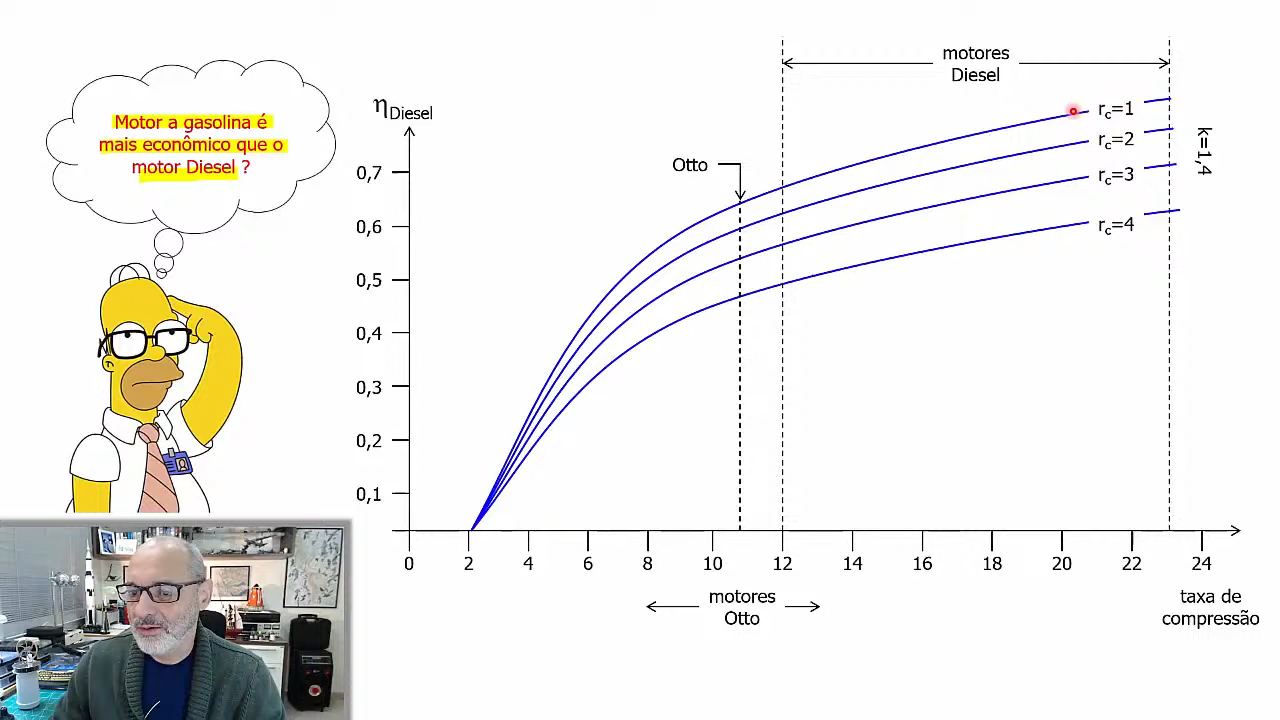 Motor a gasolina é
mais econômico que o
motor Diesel ?
motores
Diesel
ηDiesel
Otto
rc=1
rc=2
rc=3
rc=4
k=1,4
0,7
0,6
0,5
0,4
0,3
0,2
0,1
0 2 4 6 8 10 12 14 16 18 20 22 24
motores
Otto
taxa de
compressão